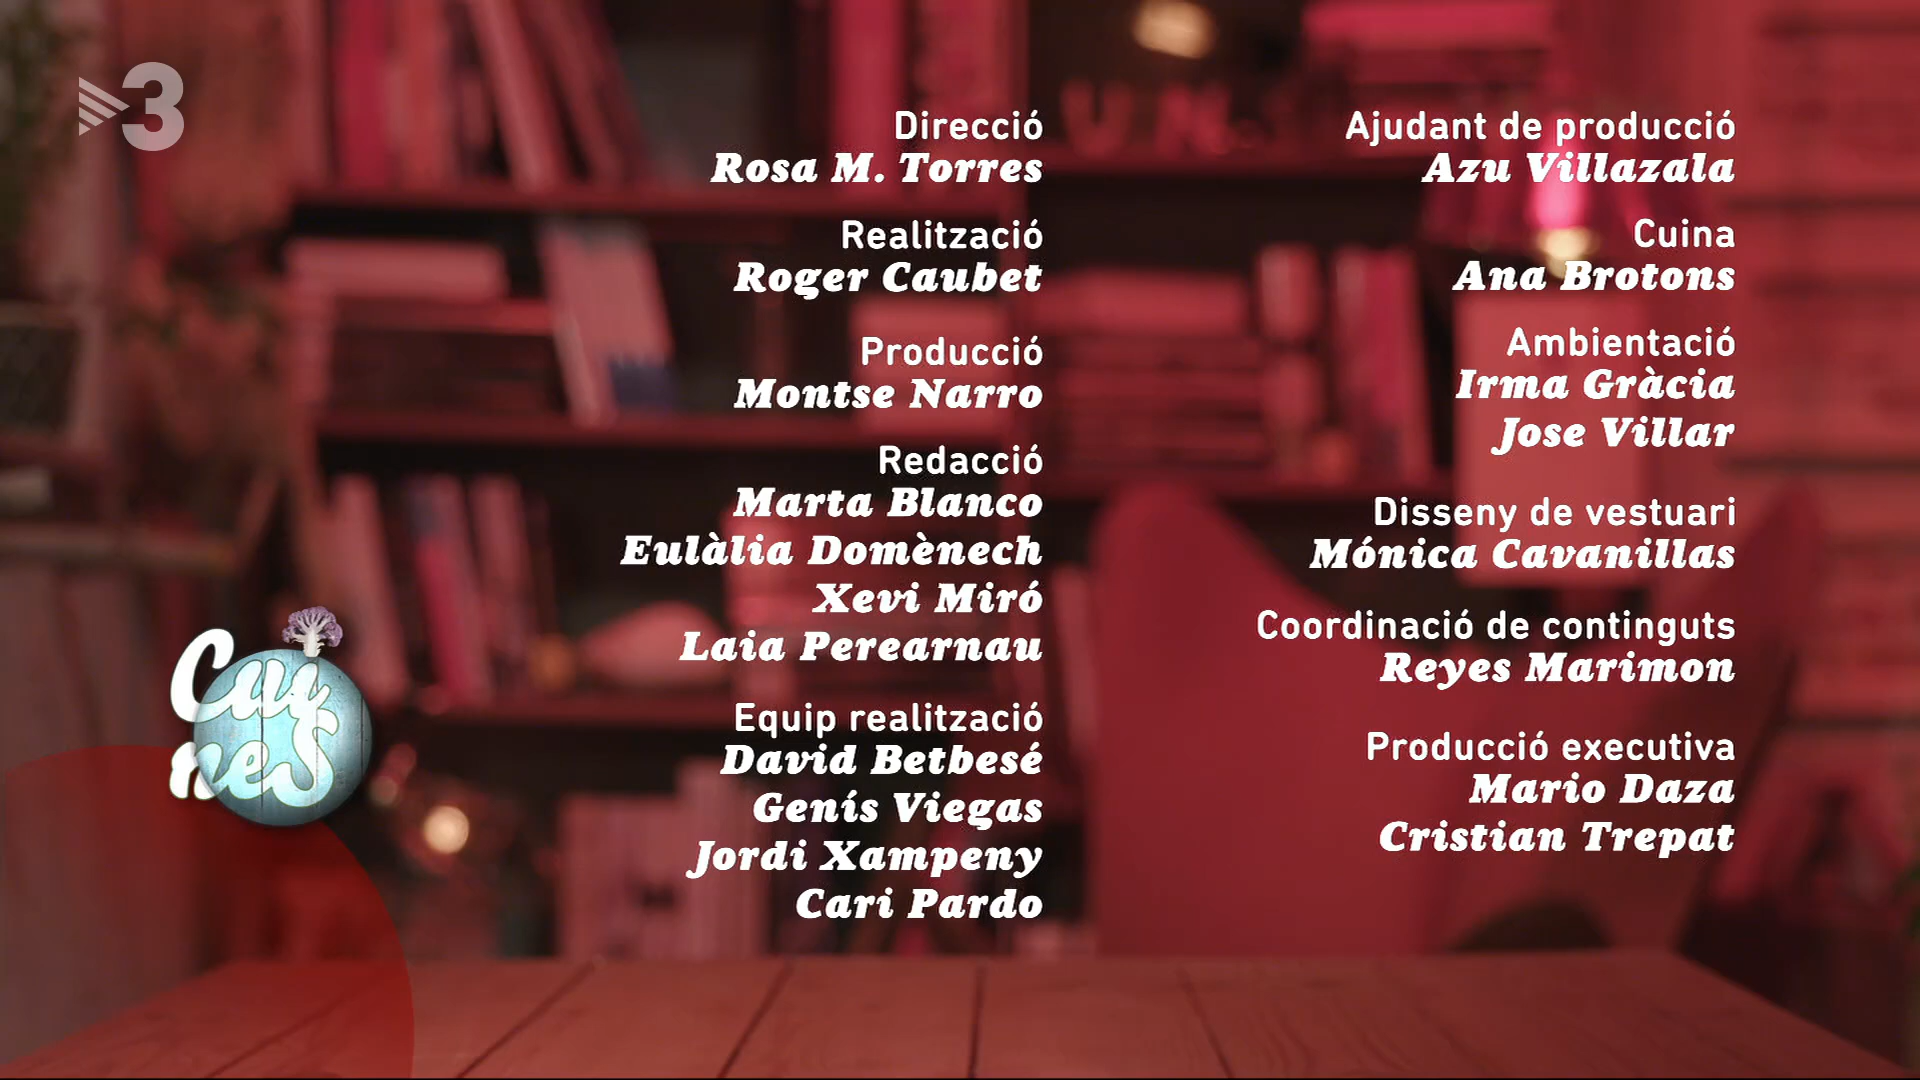 3
Direcció
Rosa M. Torres
Realització
Roger Caubet
Producció
Montse Narro
Redacció
Marta Blanco
Eulàlia Domènech
Xevi Miró
Laia Perearnau
Equip realització
David Betbesé
Genís Viegas
Jordi Xampeny
Cari Pardo
Ajudant de producció
Azu Villazala
Cuina
Ana Brotons
Ambientació
Irma Gràcia
Jose Villar
Disseny de vestuari
Mónica Cavanillas
Coordinació de continguts
Reyes Marimon
Producció executiva
Mario Daza
Cristian Trepat
Cui
nes